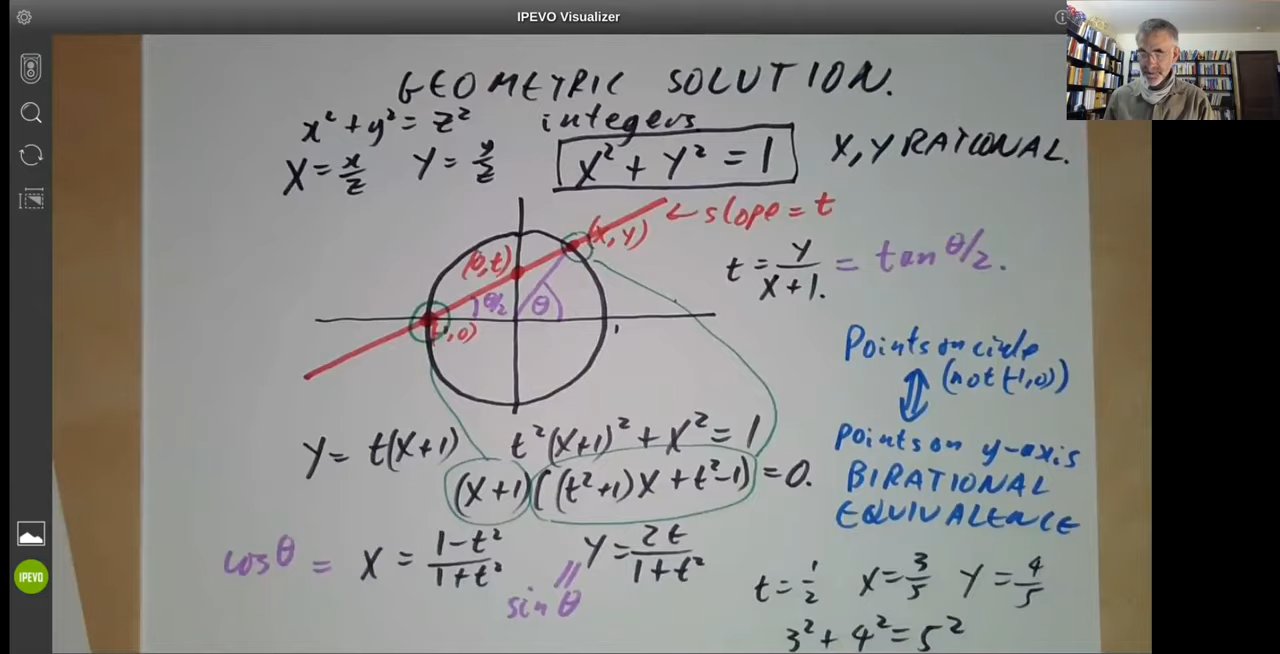 IPEVO Visualizer
GEOMETRIC SOLUTION.
x² + y² = z² integers
X = x/z Y = y/z X² + Y² = 1 X, Y RATIONAL.
← slope = t
(X, Y)
(0,t)
t = Y/X+1. = tan θ/2.
θ/2 θ
(-1,0) 1
Points on circle
(not (-1,0))
⇕
Points on y-axis
BIRATIONAL
EQUIVALENCE
Y = t(X+1) t²(X+1)² + X² = 1
(X+1)((t²+1)X + t²-1) = 0.
cos θ = X = 1-t²/1+t² Y = 2t/1+t²
sin θ
t = 1/2 X = 3/5 Y = 4/5
3² + 4² = 5²
IPEVO